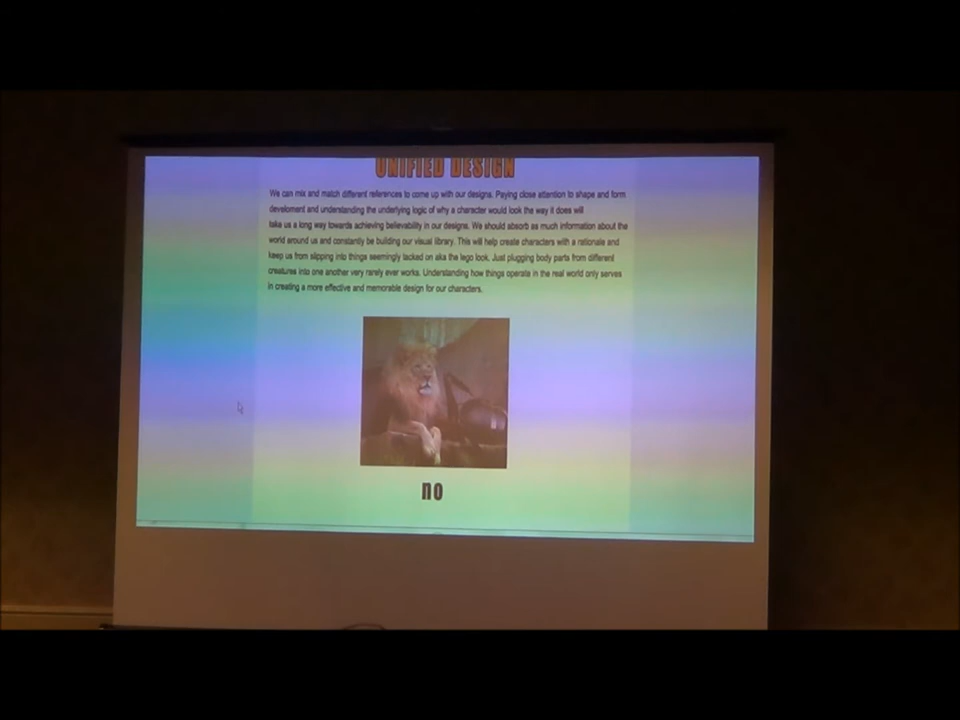 UNIFIED DESIGN
We can mix and match different references to come up with our designs. Paying close attention to shape and form
develoment and understanding the underlying logic of why a character would look the way it does will
take us a long way towards achieving believability in our designs. We should absorb as much information about the
world around us and constantly be building our visual library. This will help create characters with a rationale and
keep us from slipping into things seemingly tacked on aka the lego look. Just plugging body parts from different
creatures into one another very rarely ever works. Understanding how things operate in the real world only serves
in creating a more effective and memorable design for our characters.
no